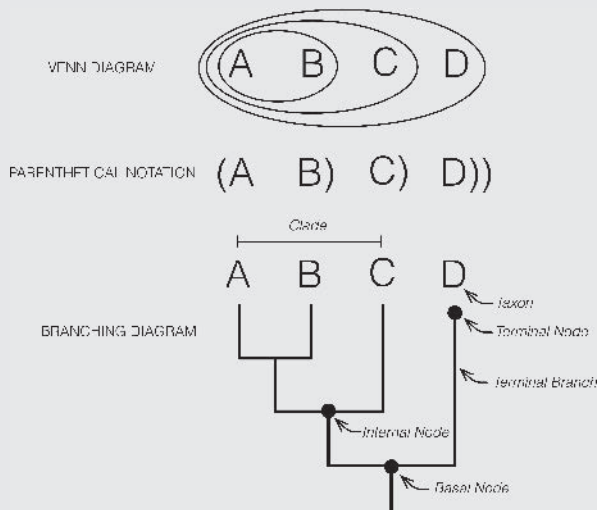 A B C D
VENN DIAGRAM
PARENTHETICAL NOTATION (A B) C) D))
Clade
A B C D
Taxon
BRANCHING DIAGRAM
Terminal Node
Terminal Branch
Internal Node
Basal Node